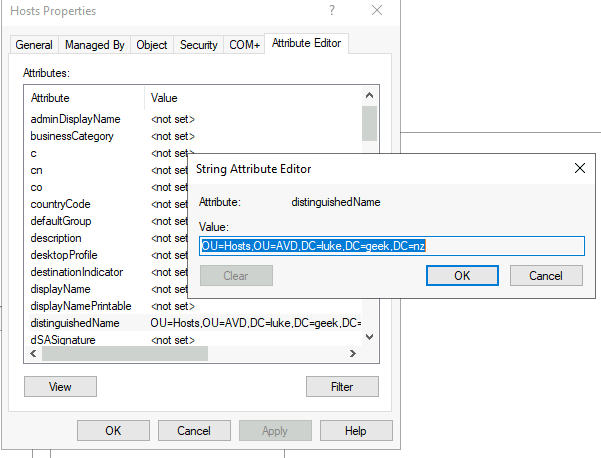 Hosts Properties ? ×
General Managed By Object Security COM+ Attribute Editor
Attributes:
Attribute Value
adminDisplayName <not set>
businessCategory <not set>
c <not set>
cn <not set>
co <not set>
countryCode <not set>
defaultGroup <not set>
description <not set>
desktopProfile <not set>
destinationIndicator <not set>
displayName <not set>
displayNamePrintable <not set>
distinguishedName OU=Hosts,OU=AVD,DC=luke,DC=geek,DC=
dSASignature <not set>
View Filter
OK Cancel Apply Help
String Attribute Editor ×
Attribute: distinguishedName
Value:
OU=Hosts,OU=AVD,DC=luke,DC=geek,DC=nz
Clear OK Cancel